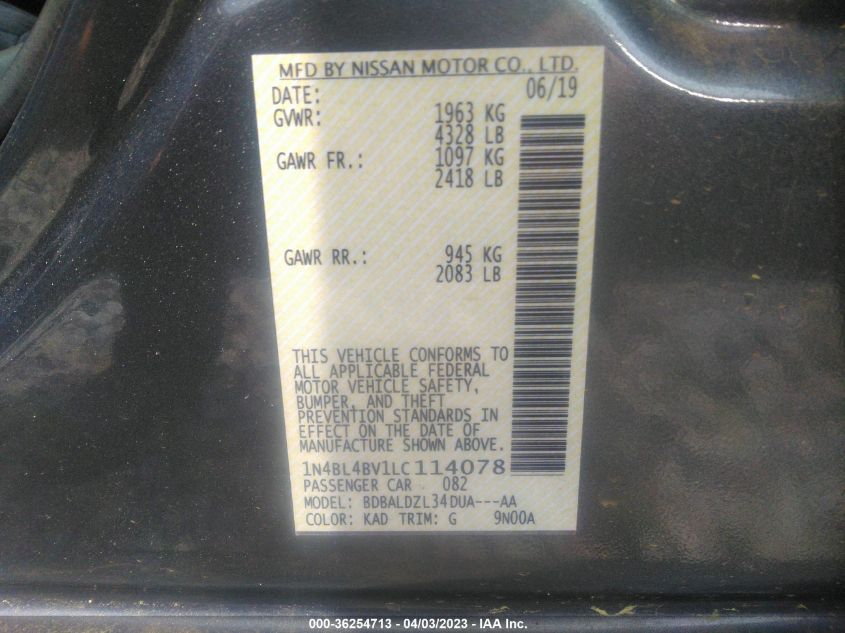 MFD BY NISSAN MOTOR CO., LTD.
DATE: 06/19
GVWR: 1963 KG
4328 LB
GAWR FR.: 1097 KG
2418 LB
GAWR RR.: 945 KG
2083 LB
THIS VEHICLE CONFORMS TO
ALL APPLICABLE FEDERAL
MOTOR VEHICLE SAFETY,
BUMPER, AND THEFT
PREVENTION STANDARDS IN
EFFECT ON THE DATE OF
MANUFACTURE SHOWN ABOVE.
1N4BL4BV1LC114078
PASSENGER CAR 082
MODEL: BDBALDZL34DUA---AA
COLOR: KAD TRIM: G 9N00A
000-36254713 - 04/03/2023 - IAA Inc.